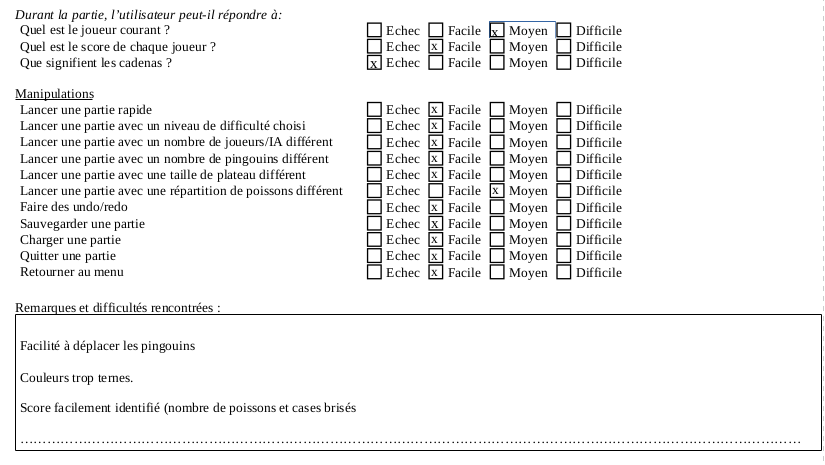 Durant la partie, l'utilisateur peut-il répondre à:
Quel est le joueur courant ? Echec Facile x Moyen Difficile
Quel est le score de chaque joueur ? Echec x Facile Moyen Difficile
Que signifient les cadenas ? x Echec Facile Moyen Difficile
Manipulations
Lancer une partie rapide Echec x Facile Moyen Difficile
Lancer une partie avec un niveau de difficulté choisi Echec x Facile Moyen Difficile
Lancer une partie avec un nombre de joueurs/IA différent Echec x Facile Moyen Difficile
Lancer une partie avec un nombre de pingouins différent Echec x Facile Moyen Difficile
Lancer une partie avec une taille de plateau différent Echec x Facile Moyen Difficile
Lancer une partie avec une répartition de poissons différent Echec Facile x Moyen Difficile
Faire des undo/redo Echec x Facile Moyen Difficile
Sauvegarder une partie Echec x Facile Moyen Difficile
Charger une partie Echec x Facile Moyen Difficile
Quitter une partie Echec x Facile Moyen Difficile
Retourner au menu Echec x Facile Moyen Difficile
Remarques et difficultés rencontrées :
Facilité à déplacer les pingouins
Couleurs trop ternes.
Score facilement identifié (nombre de poissons et cases brisés